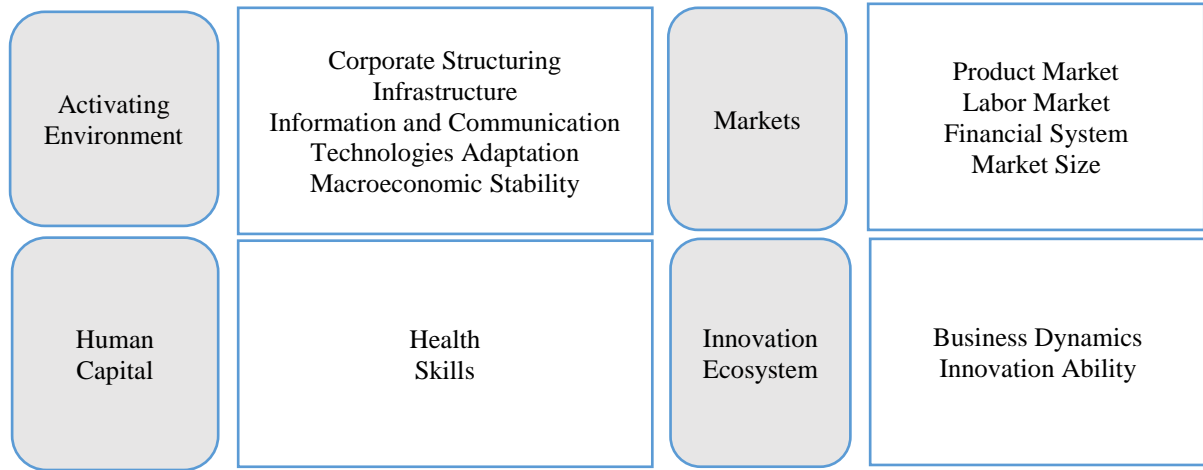 Activating
Environment
Corporate Structuring
Infrastructure
Information and Communication
Technologies Adaptation
Macroeconomic Stability
Markets
Product Market
Labor Market
Financial System
Market Size
Human
Capital
Health
Skills
Innovation
Ecosystem
Business Dynamics
Innovation Ability